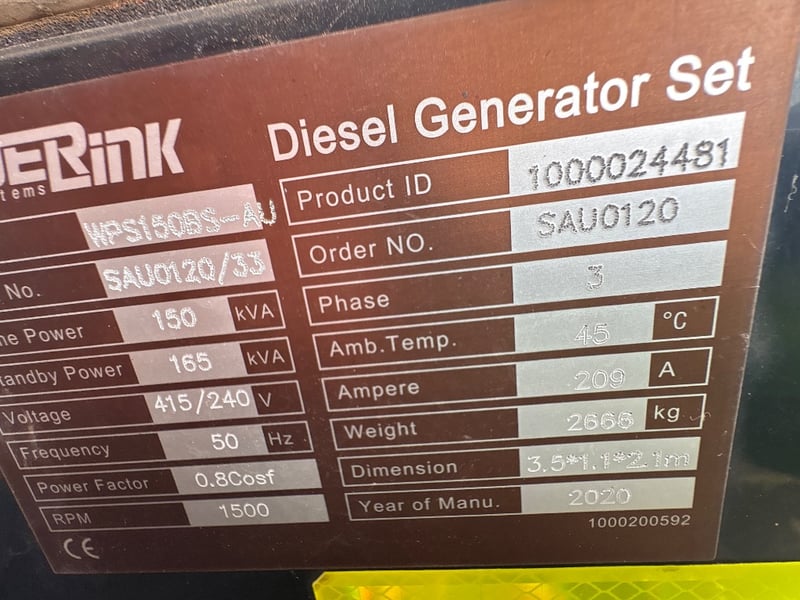 ERink
Diesel Generator Set
tems
WPS150BS-AU
Product ID 1000024481
No. SAU0120/33
Order NO. SAU0120
ne Power 150 kVA
Phase 3
tandby Power 165 kVA
Amb.Temp. 45 °C
Voltage 415/240 V
Ampere 209 A
Frequency 50 Hz
Weight 2666 kg
Power Factor 0.8Cosf
Dimension 3.5*1.1*2.1m
RPM 1500
Year of Manu. 2020
CE
1000200592